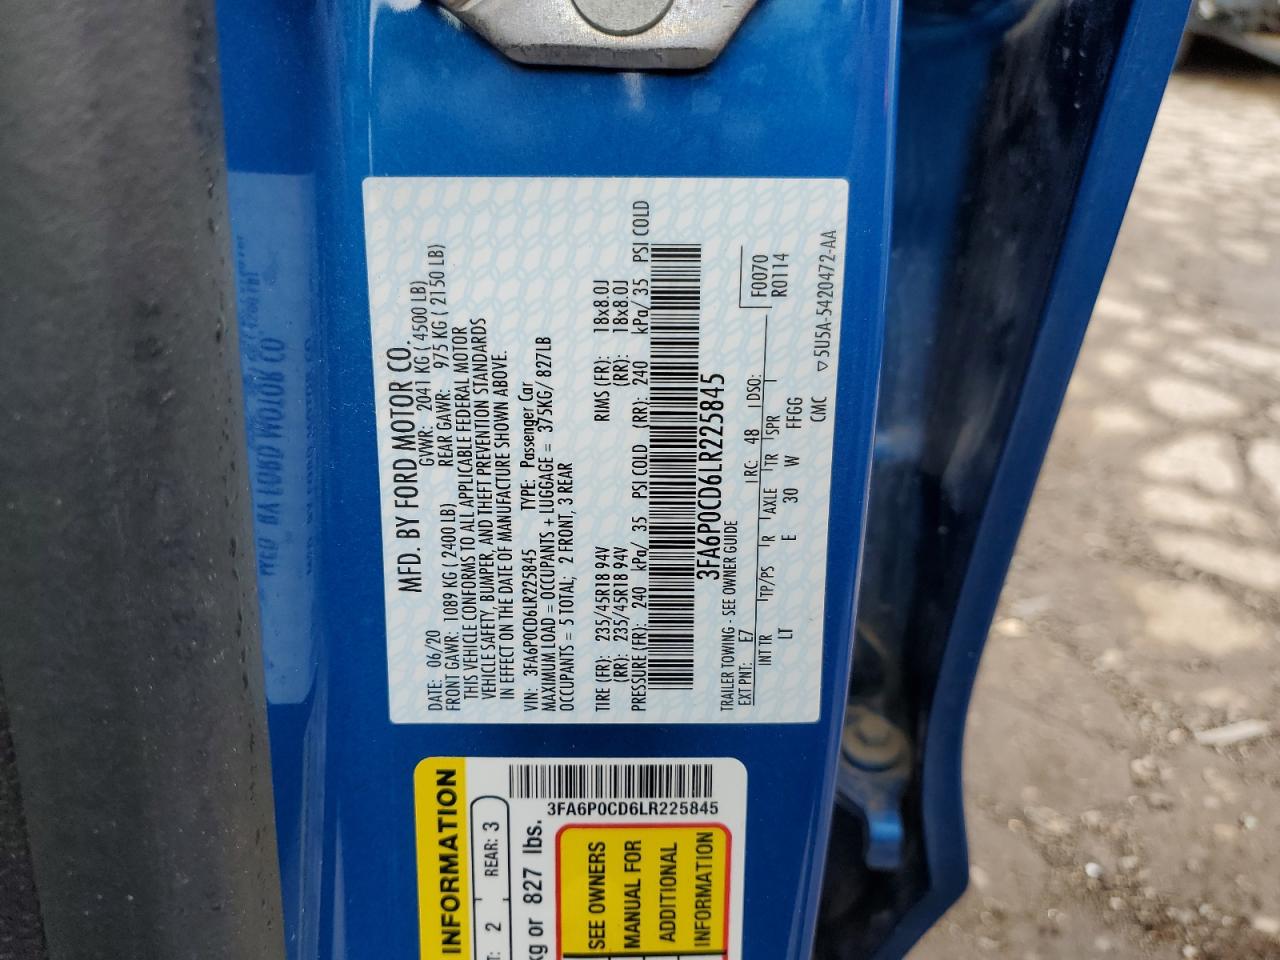 MFD. BY FORD MOTOR CO.
DATE: 06/20 GVWR: 2041 KG ( 4500 LB)
FRONT GAWR: 1089 KG ( 2400 LB) REAR GAWR: 975 KG ( 2150 LB)
THIS VEHICLE CONFORMS TO ALL APPLICABLE FEDERAL MOTOR
VEHICLE SAFETY, BUMPER, AND THEFT PREVENTION STANDARDS
IN EFFECT ON THE DATE OF MANUFACTURE SHOWN ABOVE.
VIN: 3FA6P0CD6LR225845 TYPE: Passenger Car
MAXIMUM LOAD = OCCUPANTS + LUGGAGE = 375KG/ 827LB
OCCUPANTS = 5 TOTAL; 2 FRONT, 3 REAR
TIRE (FR): 235/45R18 94V RIMS (FR): 18x8.0J
(RR): 235/45R18 94V (RR): 18x8.0J
PRESSURE (FR): 240 kPa/ 35 PSI COLD (RR): 240 kPa/ 35 PSI COLD
3FA6P0CD6LR225845
TRAILER TOWING - SEE OWNER GUIDE
EXT PNT: E7 RC: 48 DSO: F0070
R0114
INT TR TP/PS R AXLE TR SPR
LT E 30 W FFGG
CMC ▽5U5A-5420472-AA
INFORMATION
2 REAR: 3
kg or 827 lbs.
3FA6P0CD6LR225845
SEE OWNERS
MANUAL FOR
ADDITIONAL
INFORMATION